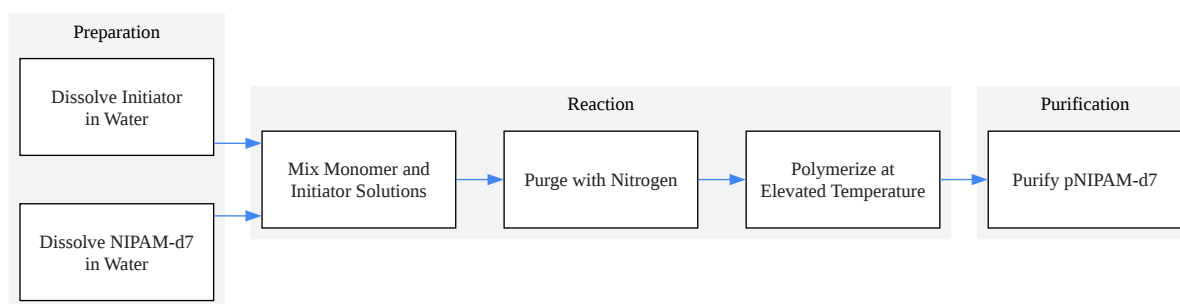 Preparation
Dissolve Initiator
in Water
Dissolve NIPAM-d7
in Water
Reaction
Mix Monomer and
Initiator Solutions
Purge with Nitrogen
Polymerize at
Elevated Temperature
Purification
Purify pNIPAM-d7